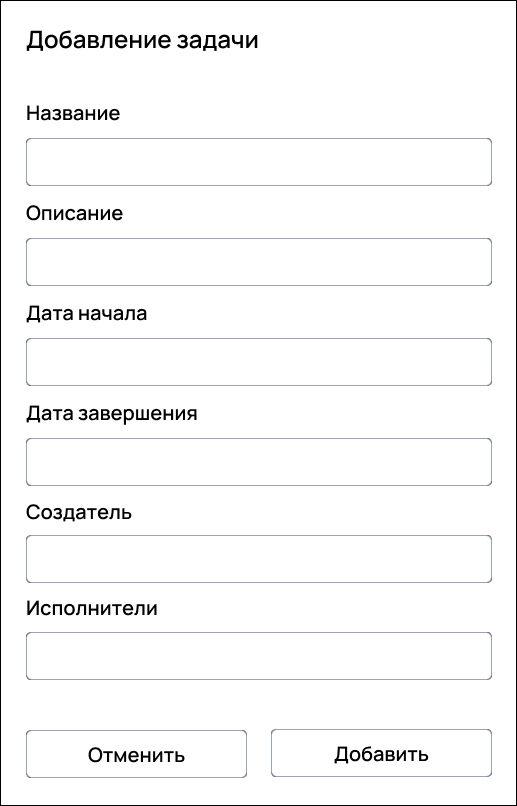 Добавление задачи
Название
Описание
Дата начала
Дата завершения
Создатель
Исполнители
Отменить
Добавить